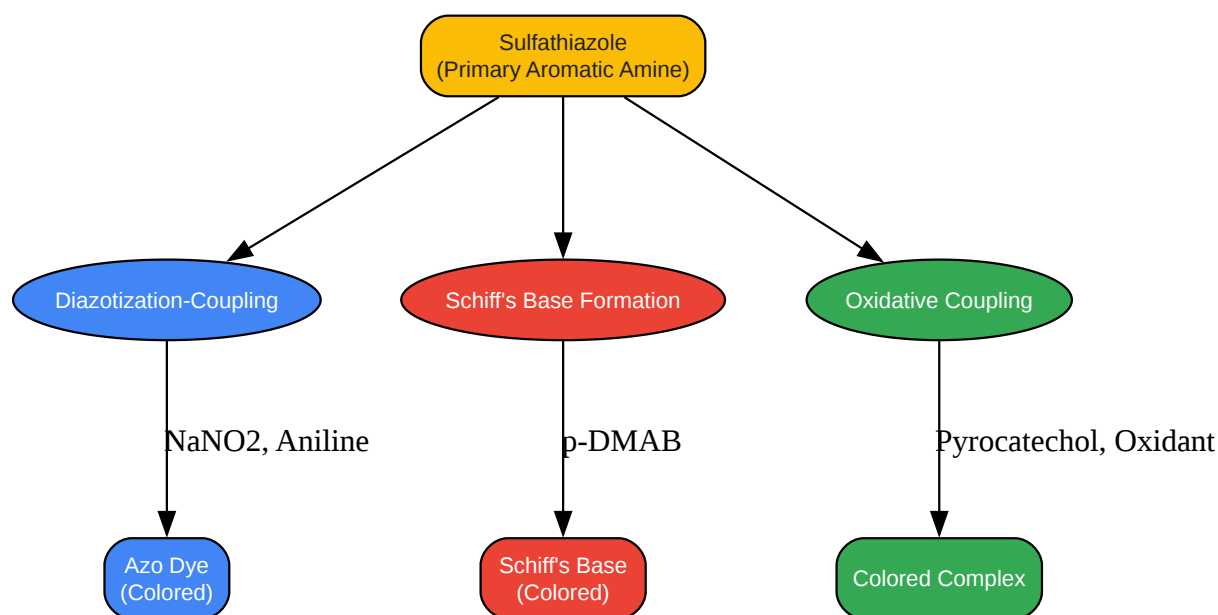 Sulfathiazole
(Primary Aromatic Amine)
Diazotization-Coupling
Schiff's Base Formation
Oxidative Coupling
NaNO2, Aniline
p-DMAB
Pyrocatechol, Oxidant
Azo Dye
(Colored)
Schiff's Base
(Colored)
Colored Complex